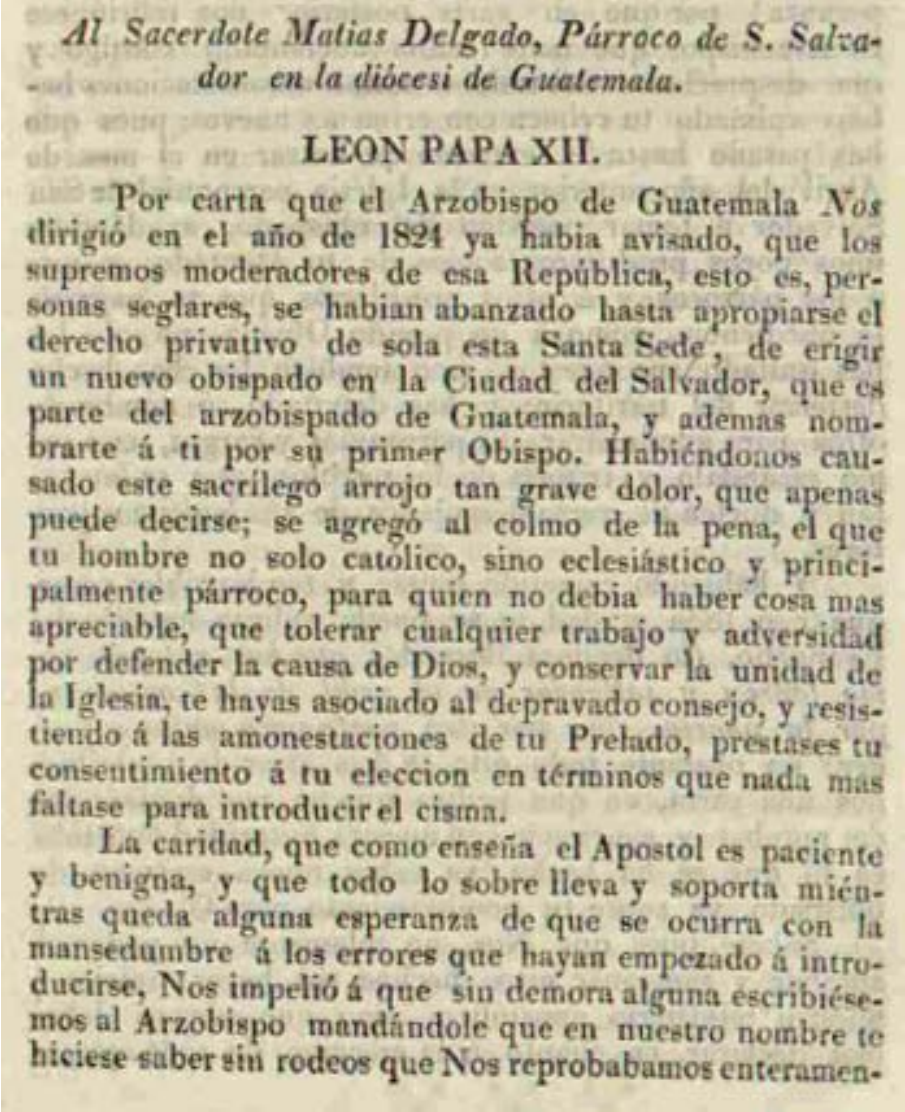 Al Sacerdote Matias Delgado, Párroco de S. Salva-
dor en la diócesi de Guatemala.
LEON PAPA XII.
Por carta que el Arzobispo de Guatemala Nos
dirigió en el año de 1824 ya habia avisado, que los
supremos moderadores de esa República, esto es, per-
sonas seglares, se habian abanzado hasta apropiarse el
derecho privativo de sola esta Santa Sede, de erigir
un nuevo obispado en la Ciudad del Salvador, que es
parte del arzobispado de Guatemala, y ademas nom-
brarte á ti por su primer Obispo. Habiéndonos cau-
sado este sacrílego arrojo tan grave dolor, que apenas
puede decirse; se agregó al colmo de la pena, el que
tu hombre no solo católico, sino eclesiástico y princi-
palmente párroco, para quien no debia haber cosa mas
apreciable, que tolerar cualquier trabajo y adversidad
por defender la causa de Dios, y conservar la unidad de
la Iglesia, te hayas asociado al depravado consejo, y resis-
tiendo á las amonestaciones de tu Prelado, prestases tu
consentimiento á tu eleccion en términos que nada mas
faltase para introducir el cisma.
La caridad, que como enseña el Apostol es paciente
y benigna, y que todo lo sobre lleva y soporta mién-
tras queda alguna esperanza de que se ocurra con la
mansedumbre á los errores que hayan empezado á intro-
ducirse, Nos impelió á que sin demora alguna escribiése-
mos al Arzobispo mandándole que en nuestro nombre te
hiciese saber sin rodeos que Nos reprobabamos enteramen-